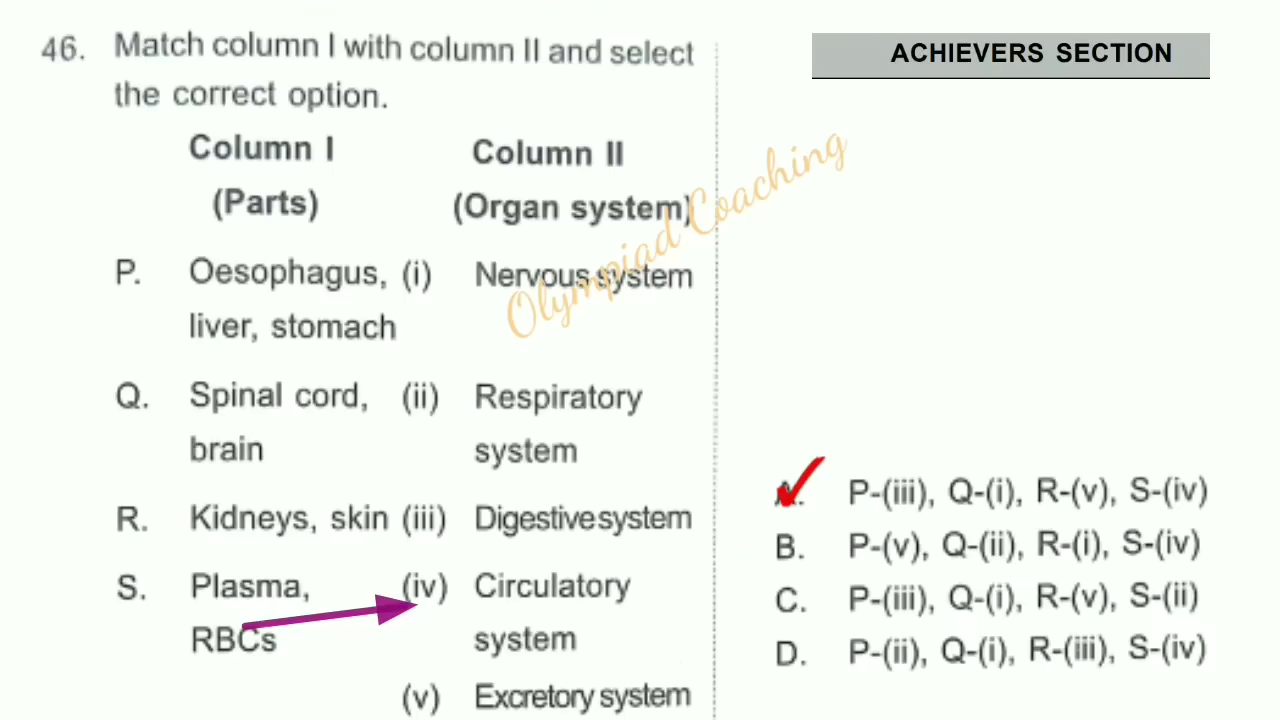 46. Match column I with column II and select
the correct option.
Column I Column II
(Parts) (Organ system)
P. Oesophagus, (i) Nervous system
liver, stomach
Q. Spinal cord, (ii) Respiratory
brain system
R. Kidneys, skin (iii) Digestive system
S. Plasma, (iv) Circulatory
RBCs system
(v) Excretory system
ACHIEVERS SECTION
Olympiad Coaching
A. P-(iii), Q-(i), R-(v), S-(iv)
B. P-(v), Q-(ii), R-(i), S-(iv)
C. P-(iii), Q-(i), R-(v), S-(ii)
D. P-(ii), Q-(i), R-(iii), S-(iv)